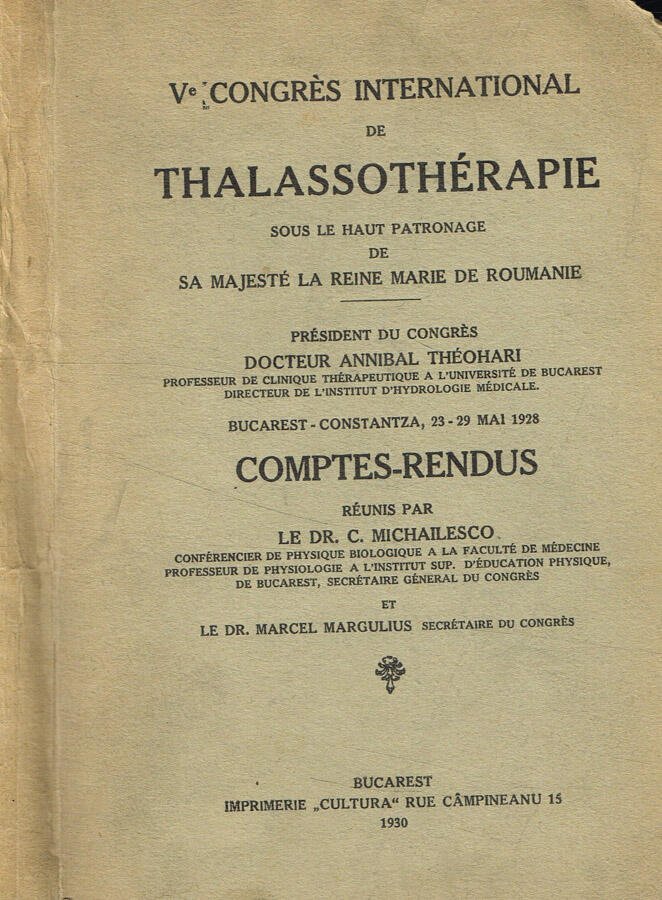 Ve CONGRÈS INTERNATIONAL
DE
THALASSOTHÉRAPIE
SOUS LE HAUT PATRONAGE
DE
SA MAJESTÉ LA REINE MARIE DE ROUMANIE
PRÉSIDENT DU CONGRÈS
DOCTEUR ANNIBAL THÉOHARI
PROFESSEUR DE CLINIQUE THÉRAPEUTIQUE A L'UNIVERSITÉ DE BUCAREST
DIRECTEUR DE L'INSTITUT D'HYDROLOGIE MÉDICALE.
BUCAREST - CONSTANTZA, 23 - 29 MAI 1928
COMPTES-RENDUS
RÉUNIS PAR
LE DR. C. MICHAILESCO
CONFÉRENCIER DE PHYSIQUE BIOLOGIQUE A LA FACULTÉ DE MÉDECINE
PROFESSEUR DE PHYSIOLOGIE A L'INSTITUT SUP. D'ÉDUCATION PHYSIQUE,
DE BUCAREST, SECRÉTAIRE GÉNERAL DU CONGRÈS
ET
LE DR. MARCEL MARGULIUS SECRÉTAIRE DU CONGRÈS
BUCAREST
IMPRIMERIE „CULTURA“ RUE CÂMPINEANU 15
1930